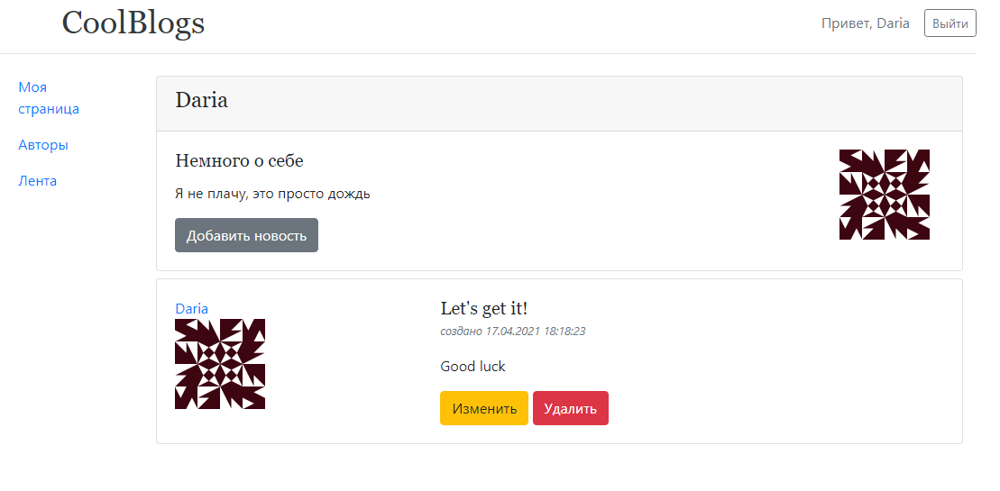 CoolBlogs
Привет, Daria
Выйти
Моя
страница
Авторы
Лента
Daria
Немного о себе
Я не плачу, это просто дождь
Добавить новость
Daria
Let's get it!
создано 17.04.2021 18:18:23
Good luck
Изменить
Удалить